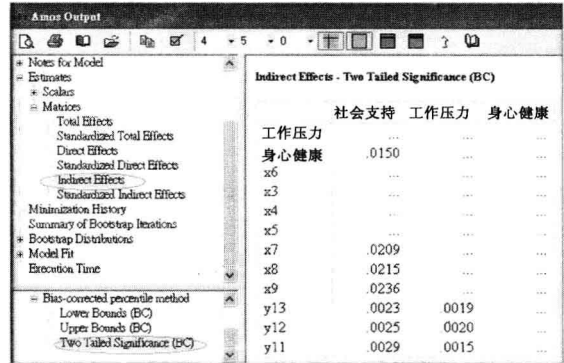 Amos Output
4 - 5 - 0
Notes for Model
Estimates
Scalars
Matrices
Total Effects
Standardized Total Effects
Direct Effects
Standardized Direct Effects
Indirect Effects
Standardized Indirect Effects
Minimization History
Summary of Bootstrap Iterations
Bootstrap Distributions
Model Fit
Execution Time
Bias-corrected percentile method
Lower Bounds (BC)
Upper Bounds (BC)
Two Tailed Significance (BC)
Indirect Effects - Two Tailed Significance (BC)
社会支持 工作压力 身心健康
工作压力 ... ... ...
身心健康 .0150 ... ...
x6 ... ... ...
x3 ... ... ...
x4 ... ... ...
x5 ... ... ...
x7 .0209 ... ...
x8 .0215 ... ...
x9 .0236 ... ...
y13 .0023 .0019 ...
y12 .0025 .0020 ...
y11 .0029 .0015 ...